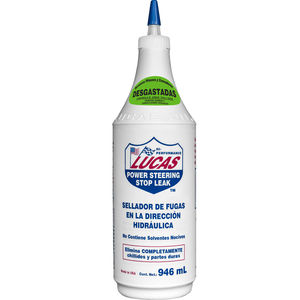 DESGASTADAS
HI-PERFORMANCE
LUCAS
POWER STEERING
STOP LEAK
TM
SELLADOR DE FUGAS
EN LA DIRECCIÓN
HIDRÁULICA
No Contiene Solventes Nocivos
Elimina COMPLETAMENTE
chillidos y partes duras
Made in USA Cont. Net.: 946 mL